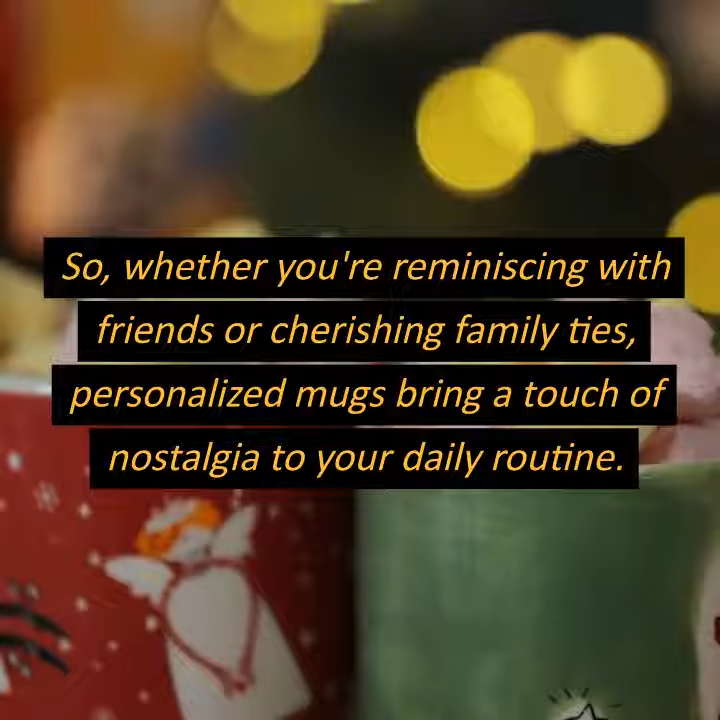 So, whether you're reminiscing with
friends or cherishing family ties,
personalized mugs bring a touch of
nostalgia to your daily routine.